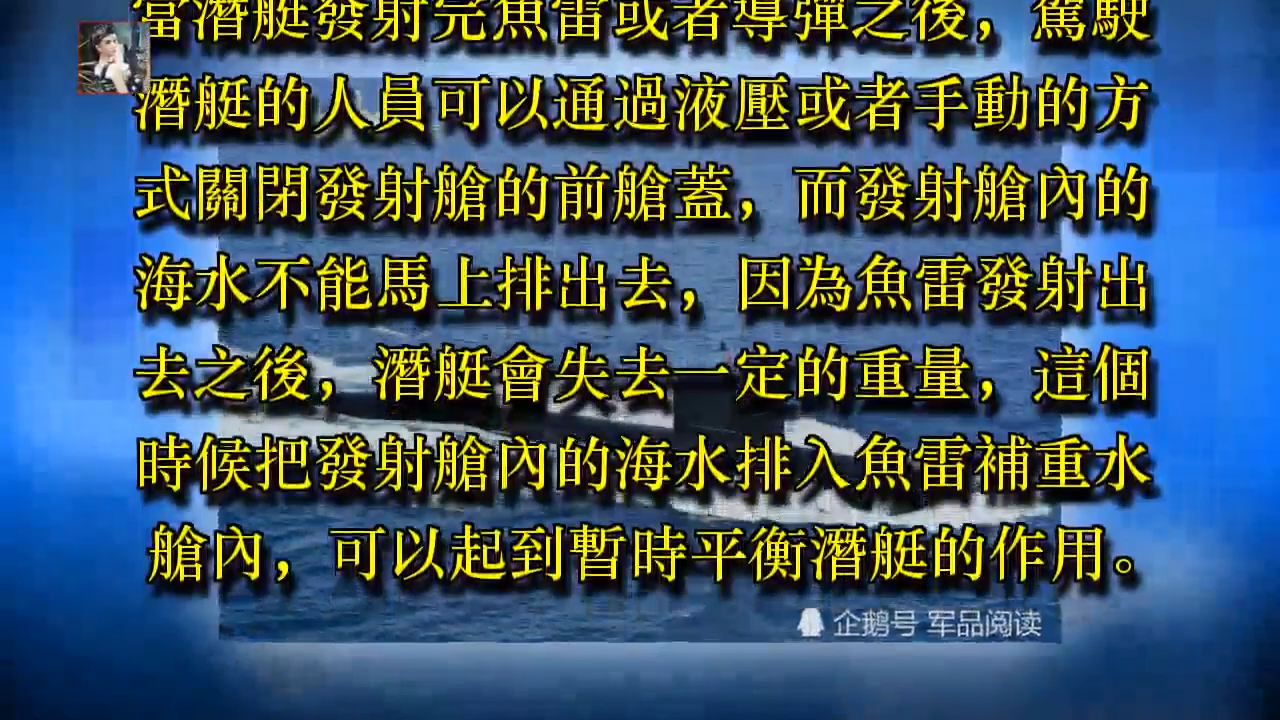 當潛艇發射完魚雷或者導彈之後，駕駛
潛艇的人員可以通過液壓或者手動的方
式關閉發射艙的前艙蓋，而發射艙內的
海水不能馬上排出去，因為魚雷發射出
去之後，潛艇會失去一定的重量，這個
時候把發射艙內的海水排入魚雷補重水
艙內，可以起到暫時平衡潛艇的作用。
企鹅号 军品阅读